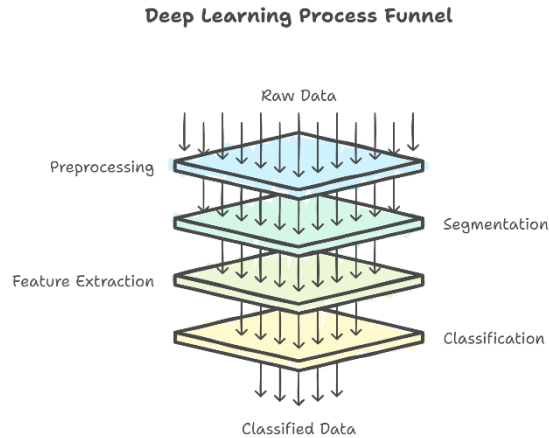 Deep Learning Process Funnel
Raw Data
Preprocessing
Segmentation
Feature Extraction
Classification
Classified Data